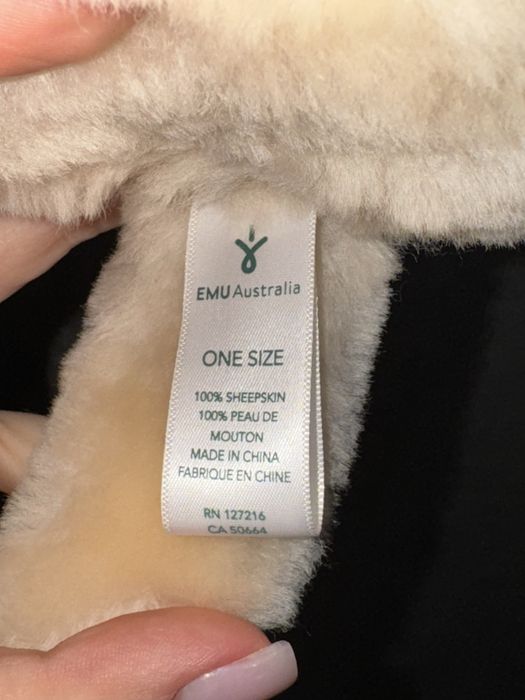 EMU Australia
ONE SIZE
100% SHEEPSKIN
100% PEAU DE
MOUTON
MADE IN CHINA
FABRIQUE EN CHINE
RN 127216
CA 50664